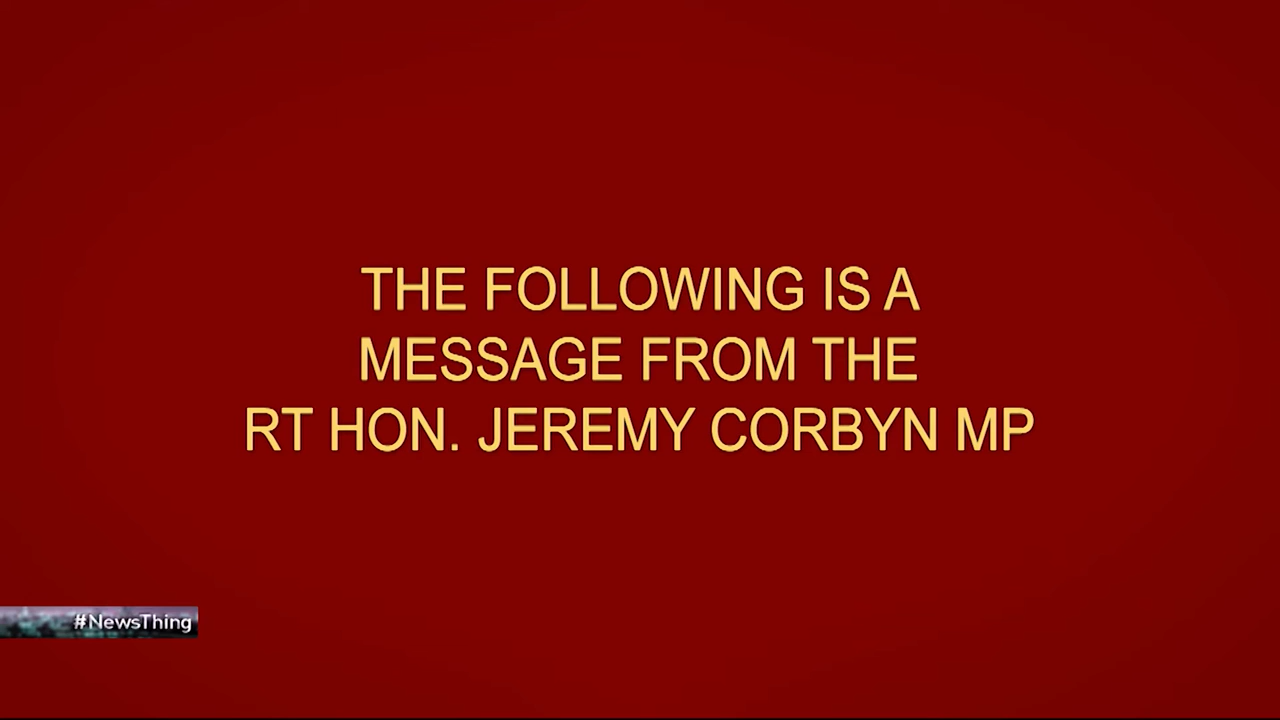 THE FOLLOWING IS A
MESSAGE FROM THE
RT HON. JEREMY CORBYN MP
#NewsThing